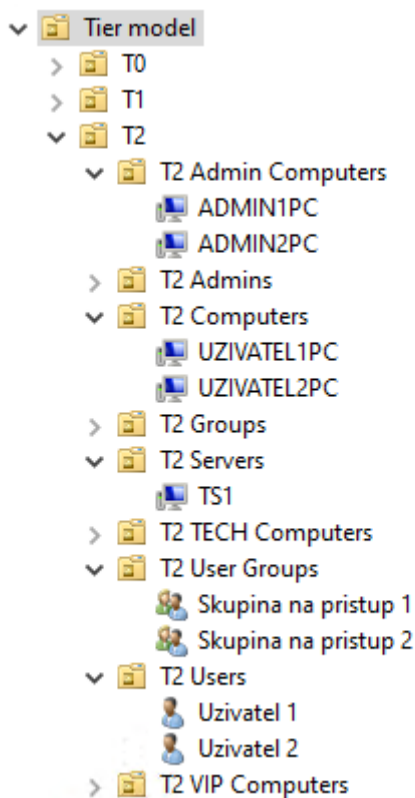 Tier model
T0
T1
T2
T2 Admin Computers
ADMIN1PC
ADMIN2PC
T2 Admins
T2 Computers
UZIVATEL1PC
UZIVATEL2PC
T2 Groups
T2 Servers
TS1
T2 TECH Computers
T2 User Groups
Skupina na pristup 1
Skupina na pristup 2
T2 Users
Uzivatel 1
Uzivatel 2
T2 VIP Computers